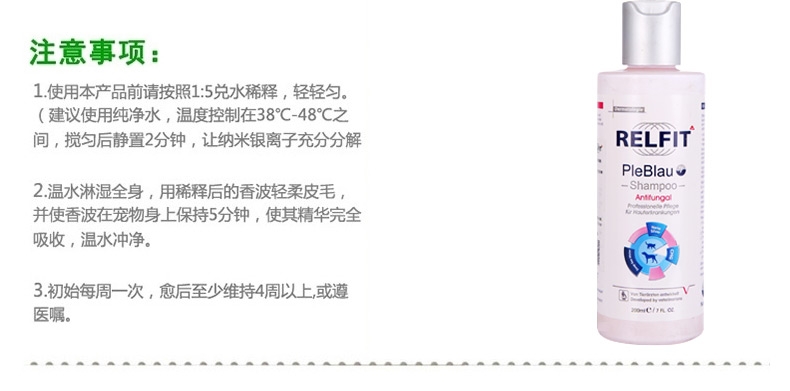 注意事项：
1.使用本产品前请按照1:5兑水稀释，轻轻匀。
（ 建议使用纯净水，温度控制在38℃-48℃之
间，搅匀后静置2分钟，让纳米银离子充分分解
2.温水淋湿全身，用稀释后的香波轻柔皮毛，
并使香波在宠物身上保持5分钟，使其精华完全
吸收，温水冲净。
3.初始每周一次，愈后至少维持4周以上,或遵
医嘱。
RELFIT
PleBlau
Shampoo
Antifungal
Professionelle Pflege
für Hauterkrankungen
Von Tierärzten entwickelt
Developed by veterinarians
200ml℮/7 FL OZ